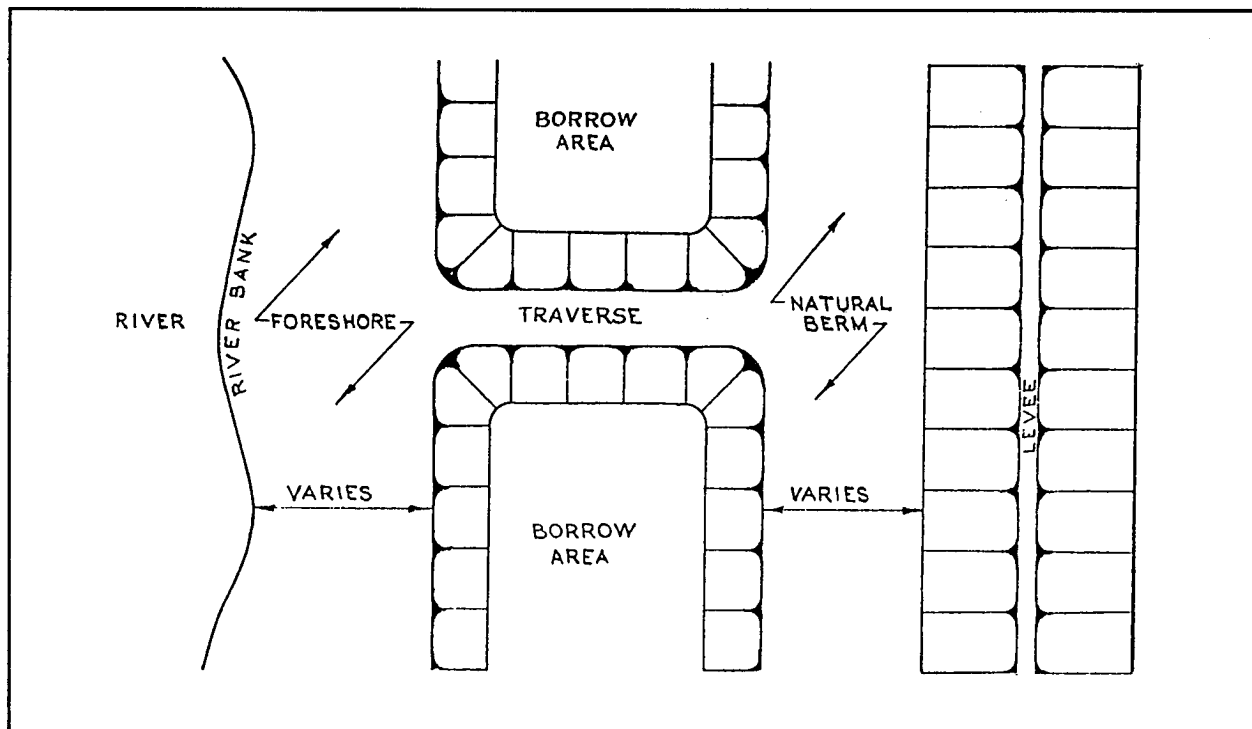 BORROW
AREA
RIVER
RIVER BANK
FORESHORE
TRAVERSE
NATURAL
BERM
LEVEE
VARIES
VARIES
BORROW
AREA